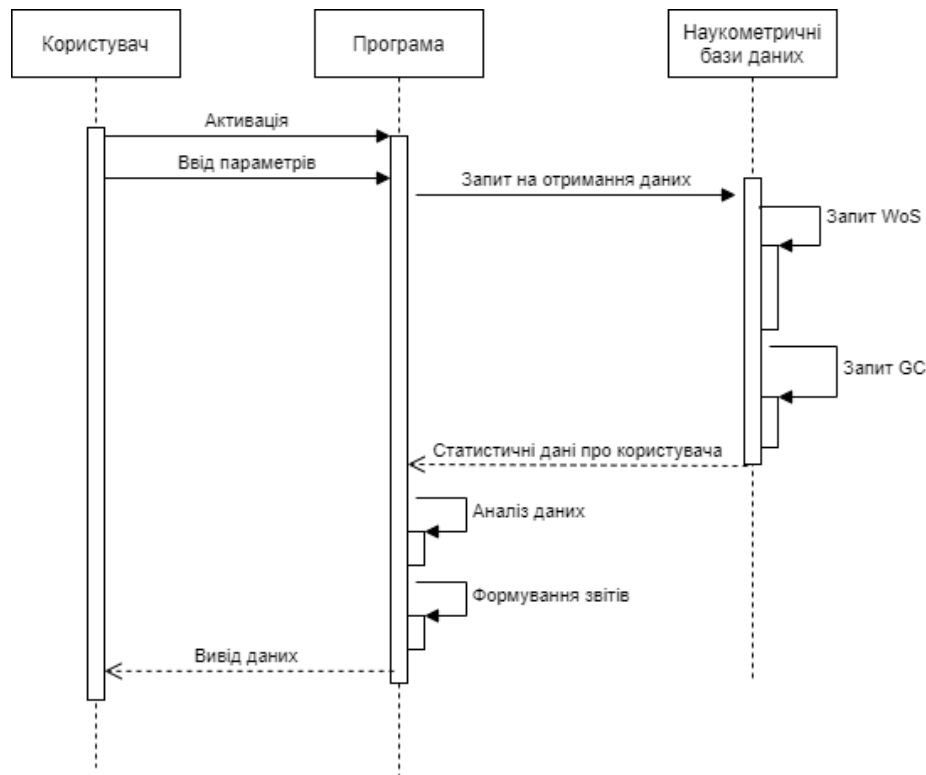 Користувач
Програма
Наукометричні
бази даних
Активація
Ввід параметрів
Запит на отримання даних
Запит WoS
Запит GC
Статистичні дані про користувача
Аналіз даних
Формування звітів
Вивід даних